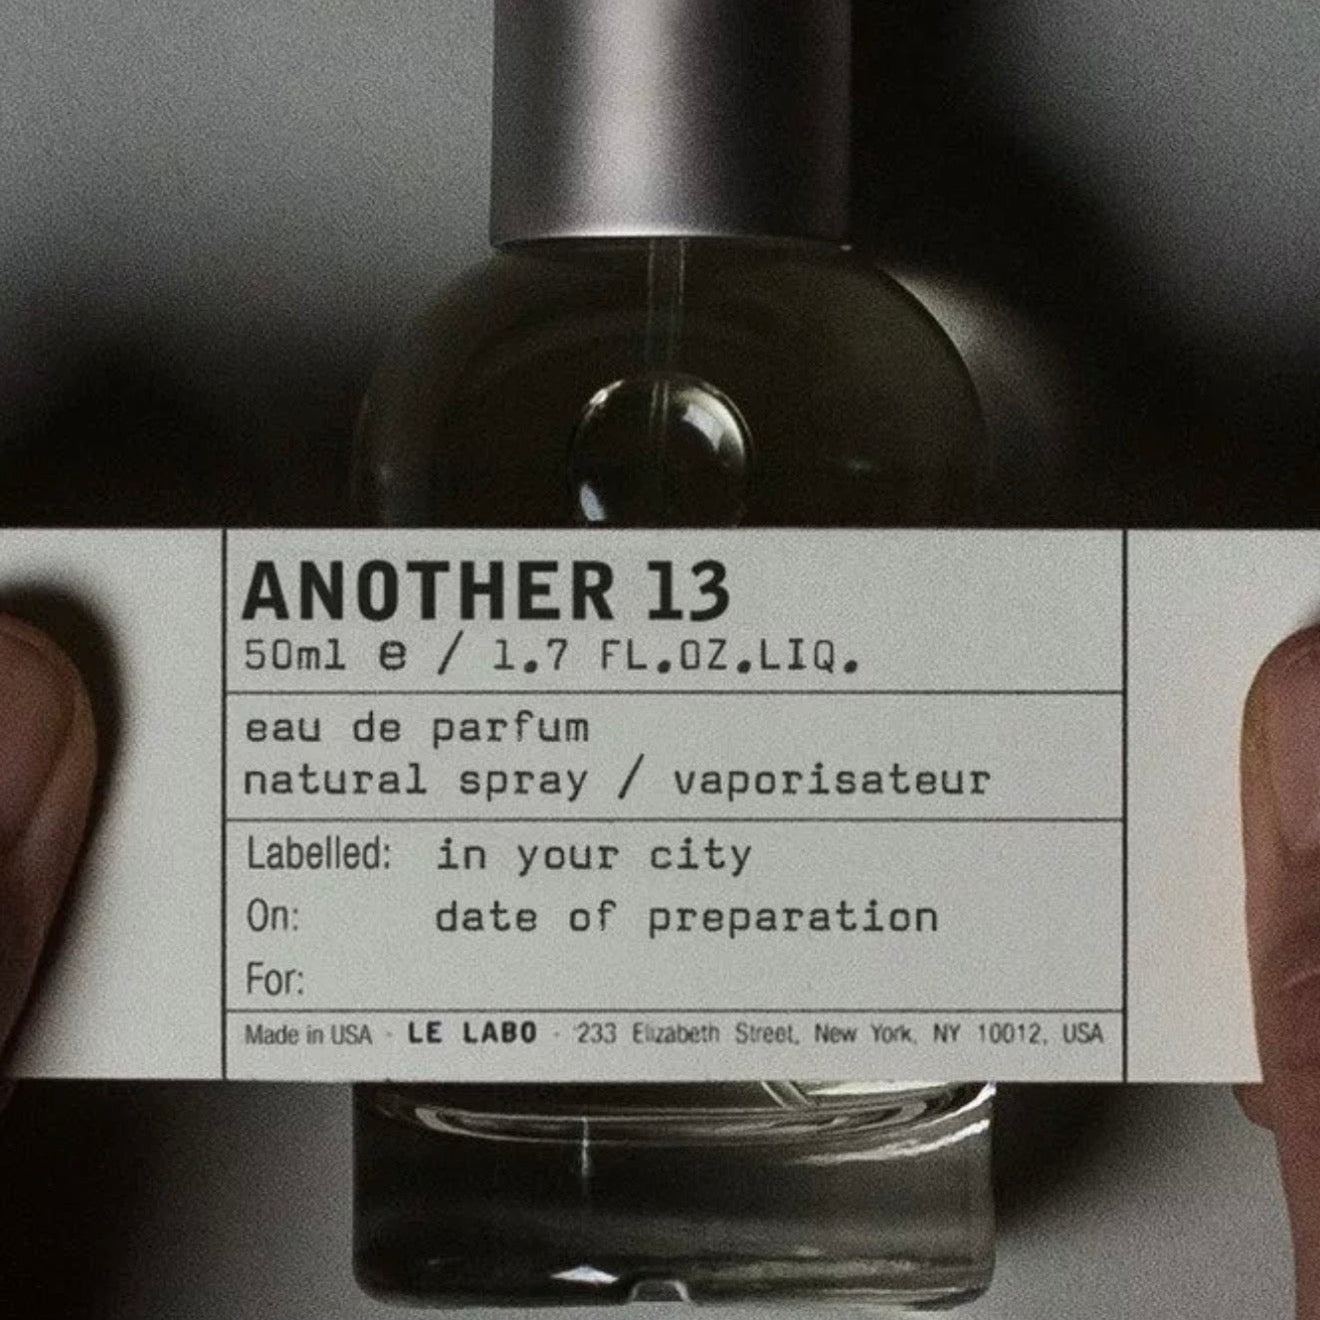 ANOTHER 13
50ml e / 1.7 FL.OZ.LIQ.
eau de parfum
natural spray / vaporisateur
Labelled: in your city
On: date of preparation
For:
Made in USA - LE LABO - 233 Elizabeth Street, New York, NY 10012, USA